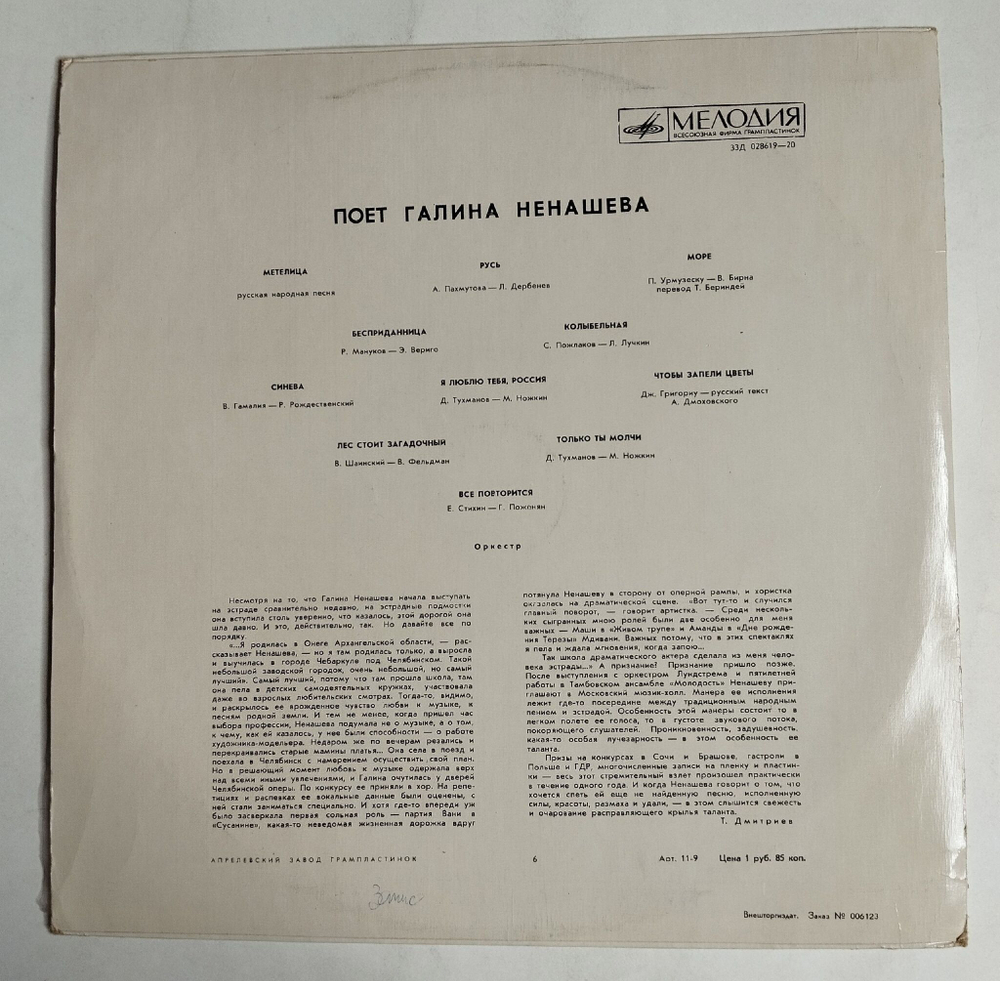 МЕЛОДИЯ
ВСЕСОЮЗНАЯ ФИРМА ГРАМПЛАСТИНОК
33Д 028619—20
ПОЕТ ГАЛИНА НЕНАШЕВА
МЕТЕЛИЦА
русская народная песня
РУСЬ
А. Пахмутова — Л. Дербенев
МОРЕ
П. Урмузеску — В. Бирна
перевод Т. Бериндей
БЕСПРИДАННИЦА
Р. Мануков — Э. Вериго
КОЛЫБЕЛЬНАЯ
С. Пожлаков — Л. Лучкин
СИНЕВА
В. Гамалия — Р. Рождественский
Я ЛЮБЛЮ ТЕБЯ, РОССИЯ
Д. Тухманов — М. Ножкин
ЧТОБЫ ЗАПЕЛИ ЦВЕТЫ
Дж. Григориу — русский текст
А. Дмоховского
ЛЕС СТОИТ ЗАГАДОЧНЫЙ
В. Шаинский — В. Фельдман
ТОЛЬКО ТЫ МОЛЧИ
Д. Тухманов — М. Ножкин
ВСЕ ПОВТОРИТСЯ
Е. Стихин — Г. Поженян
Оркестр
Несмотря на то, что Галина Ненашева начала выступать
на эстраде сравнительно недавно, на эстрадные подмостки
она вступила столь уверенно, что казалось, этой дорогой она
шла давно. И это, действительно, так. Но давайте все по
порядку.
«...Я родилась в Онеге Архангельской области, — рас-
сказывает Ненашева, — но я там родилась только, а выросла
и выучилась в городе Чебаркуле под Челябинском. Такой
небольшой заводской городок, очень небольшой, но самый
лучший». Самый лучший, потому что там прошла школа, там
она пела в детских самодеятельных кружках, участвовала
даже во взрослых любительских смотрах. Тогда-то, видимо,
и раскрылось ее врожденное чувство любви к музыке, к
песням родной земли. И тем не менее, когда пришел час
выбора профессии, Ненашева подумала не о музыке, а о том,
к чему, как ей казалось, у нее были способности — о работе
художника-модельера. Недаром же по вечерам резались и
перекраивались старые мамины платья... Она села в поезд и
поехала в Челябинск с намерением осуществить свой план.
Но в решающий момент любовь к музыке одержала верх
над всеми иными увлечениями, и Галина очутилась у дверей
Челябинской оперы. По конкурсу ее приняли в хор. На репе-
тициях и распевках ее вокальные данные были оценены, с
ней стали заниматься специально. И хотя где-то впереди уж
было засверкала первая сольная роль — партия Вани в
«Сусанине», какая-то неведомая жизненная дорожка вдруг
потянула Ненашеву в сторону от оперной рампы, и хористка
оказалась на драматической сцене. «Вот тут-то и случился
главный поворот, — говорит артистка. — Среди несколь-
ких сыгранных мною ролей были две особенно для меня
важных — Маши в «Живом трупе» и Аманды в «Дне рожде-
ния Терезы» Мдивани. Важных потому, что в этих спектаклях
я пела и ждала мгновения, когда запою...
Так школа драматического актера сделала из меня чело-
века эстрады...» А признание! Признание пришло позже.
После выступления с оркестром Лундстрема и пятилетней
работы в Тамбовском ансамбле «Молодость» Ненашеву при-
глашают в Московский мюзик-холл. Манера ее исполнения
лежит где-то посередине между традиционным народным
пением и эстрадой. Особенность этой манеры состоит то в
легком полете ее голоса, то в густоте звукового потока,
покоряющего слушателей. Проникновенность, задушевность,
какая-то особая лучезарность — в этом особенность ее
таланта.
Призы на конкурсах в Сочи и Брашове, гастроли в
Польше и ГДР, многочисленные записи на пленку и пластин-
ки — весь этот стремительный взлет произошел практически
в течение одного года. И когда Ненашева говорит о том, что
хочется спеть ей еще не найденную песню, исполненную
силы, красоты, размаха и удали, — в этом слышится свежесть
и очарование расправляющего крылья таланта.
Т. Дмитриев
АПРЕЛЕВСКИЙ ЗАВОД ГРАМПЛАСТИНОК
6
Арт. 11-9
Цена 1 руб. 85 коп.
Внешторгиздат. Заказ № 006123